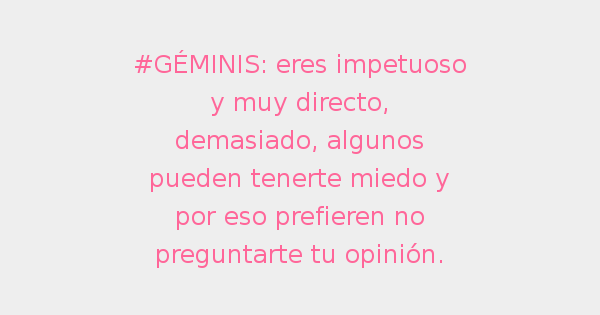 #GÉMINIS: eres impetuoso
y muy directo,
demasiado, algunos
pueden tenerte miedo y
por eso prefieren no
preguntarte tu opinión.